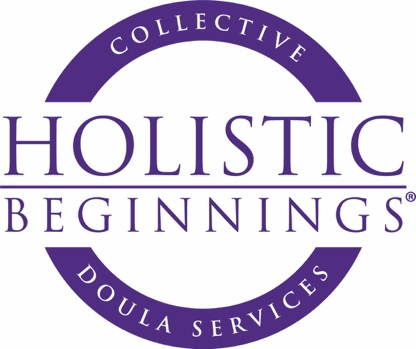 COLLECTIVE
HOLISTIC
BEGINNINGS®
DOULA SERVICES